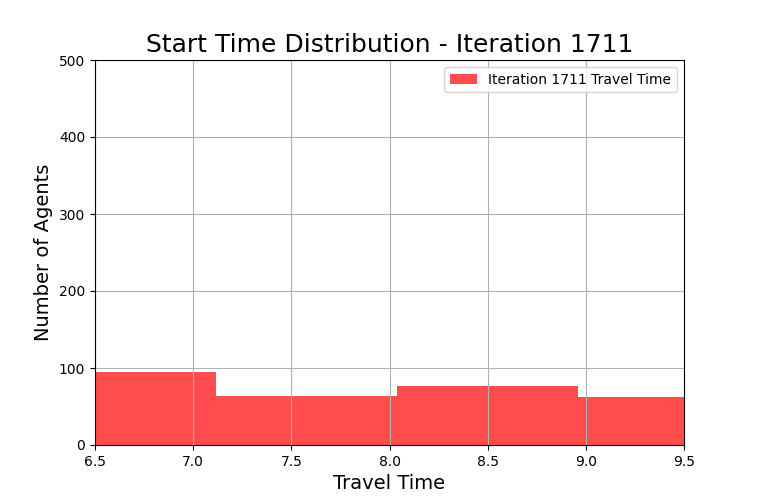 Start Time Distribution - Iteration 1711
Iteration 1711 Travel Time
Number of Agents
500
400
300
200
100
0
6.5 7.0 7.5 8.0 8.5 9.0 9.5
Travel Time